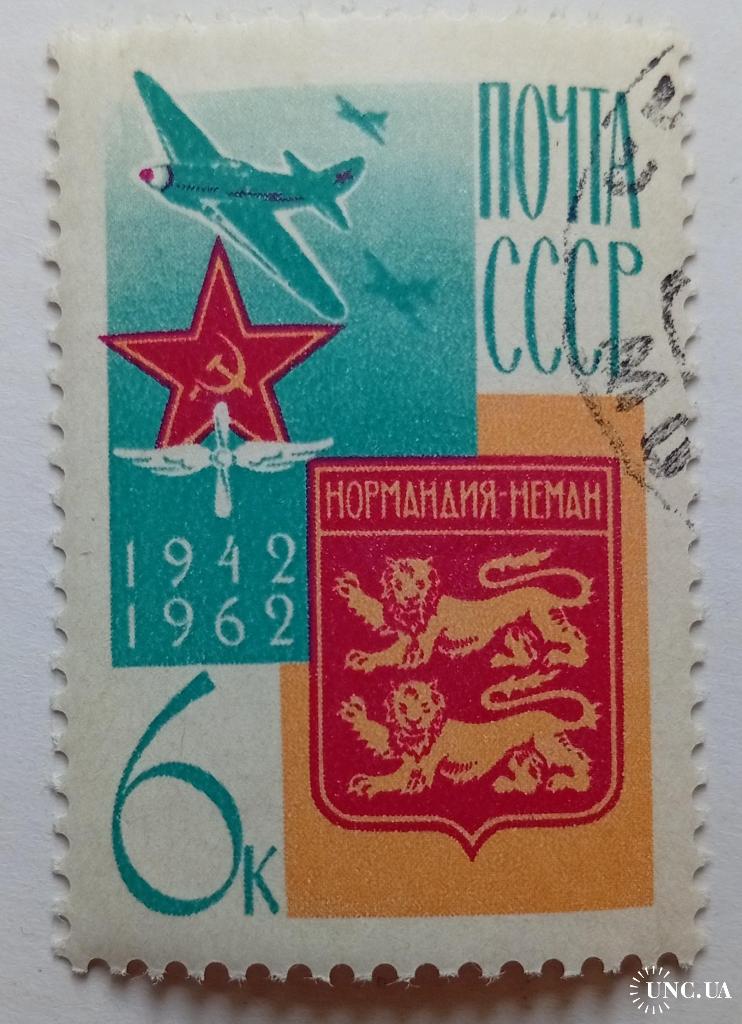 ПОЧТА
СССР
НОРМАНДИЯ-НЕМАН
1942
1962
6к
UNC.UA